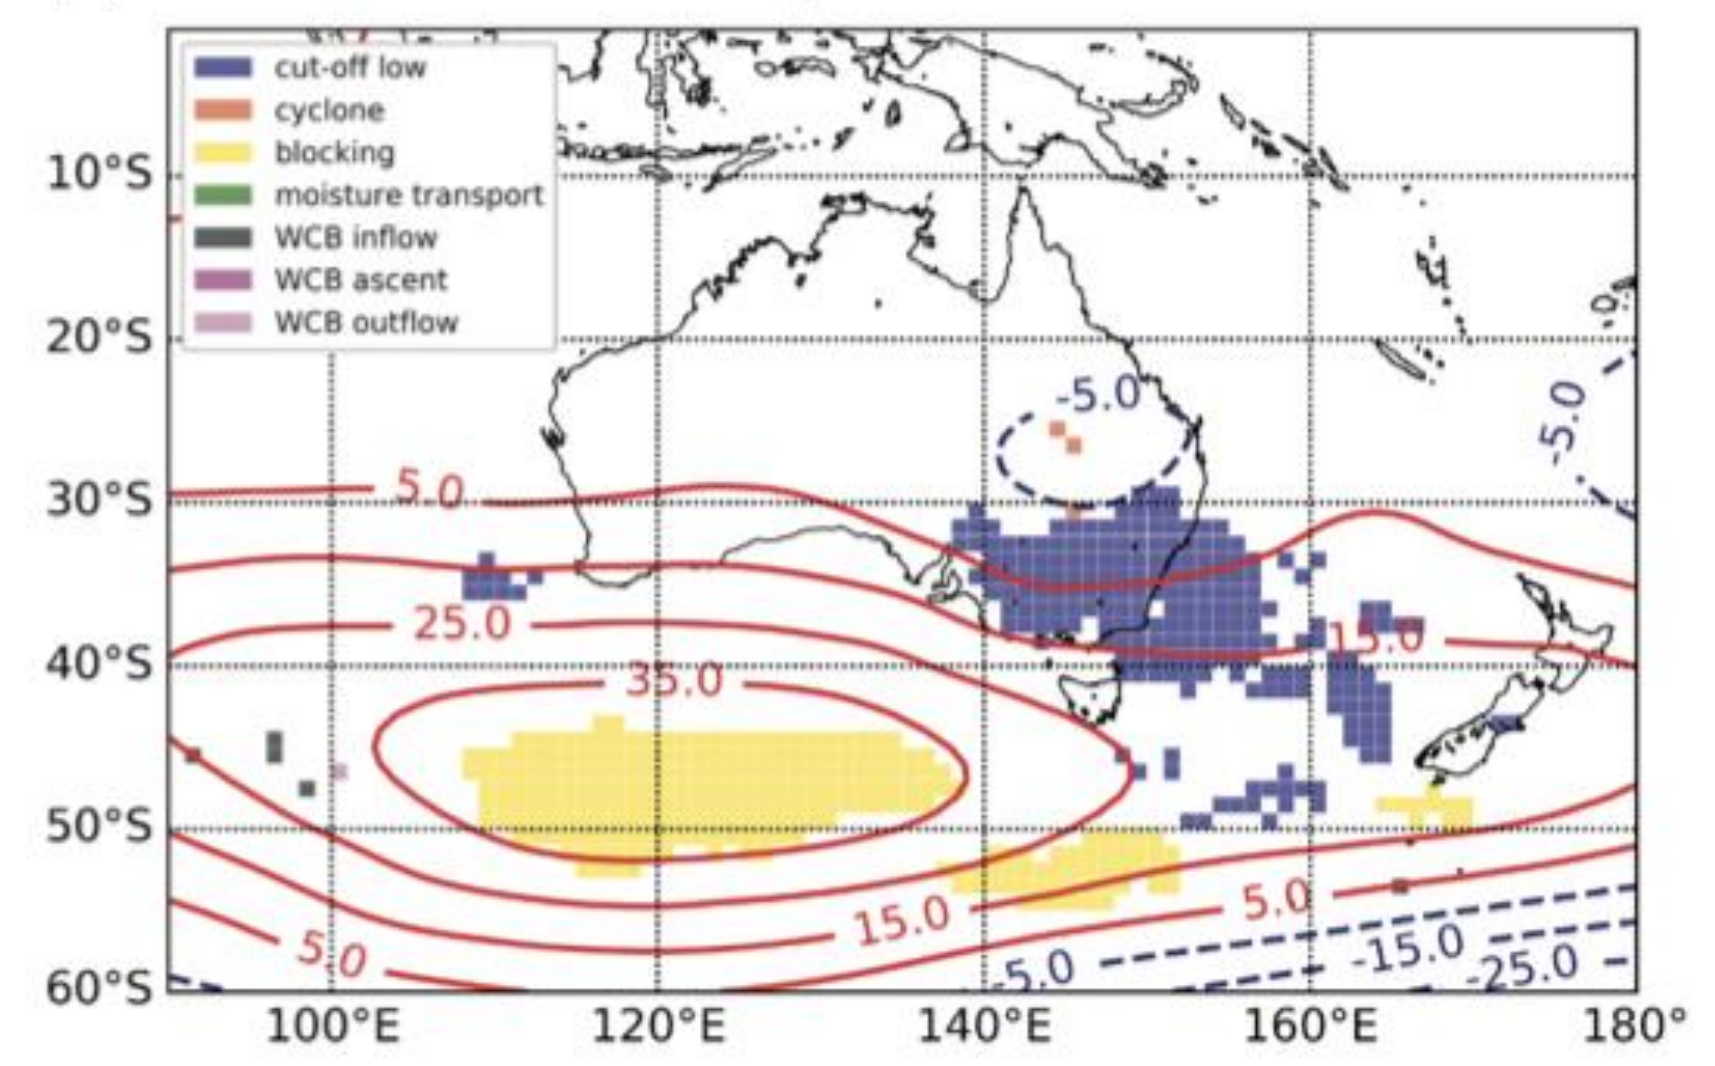 cut-off low
cyclone
blocking
moisture transport
WCB inflow
WCB ascent
WCB outflow
10°S
20°S
30°S
40°S
50°S
60°S
-5.0
-5.0
5.0
25.0
15.0
35.0
15.0
5.0
5.0
-5.0
-15.0
-25.0
100°E
120°E
140°E
160°E
180°